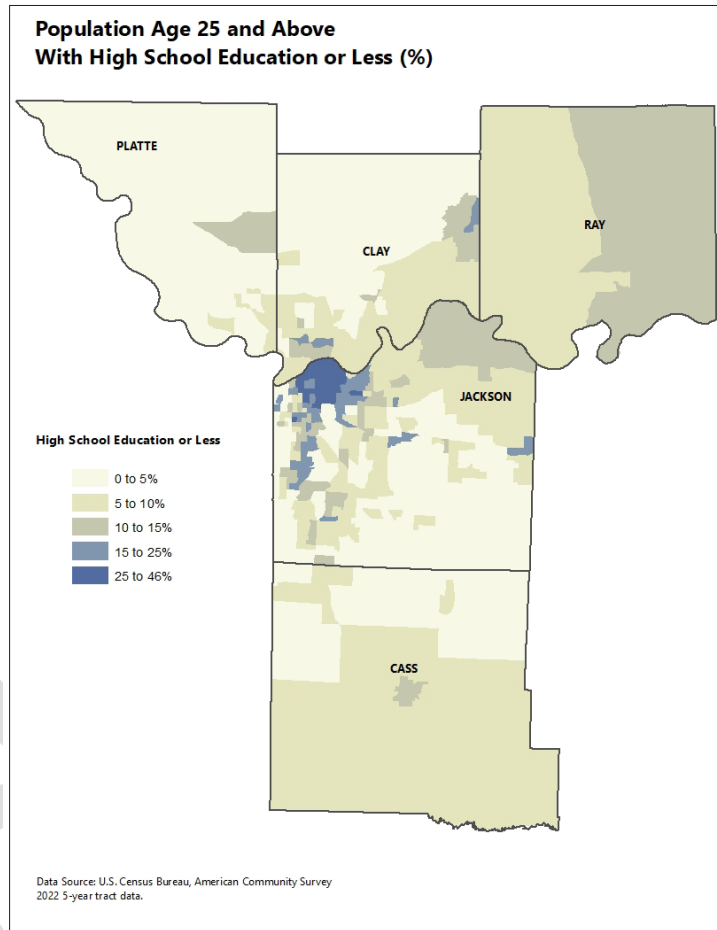 Population Age 25 and Above
With High School Education or Less (%)
PLATTE
CLAY
RAY
JACKSON
High School Education or Less
0 to 5%
5 to 10%
10 to 15%
15 to 25%
25 to 46%
CASS
Data Source: U.S. Census Bureau, American Community Survey
2022 5-year tract data.